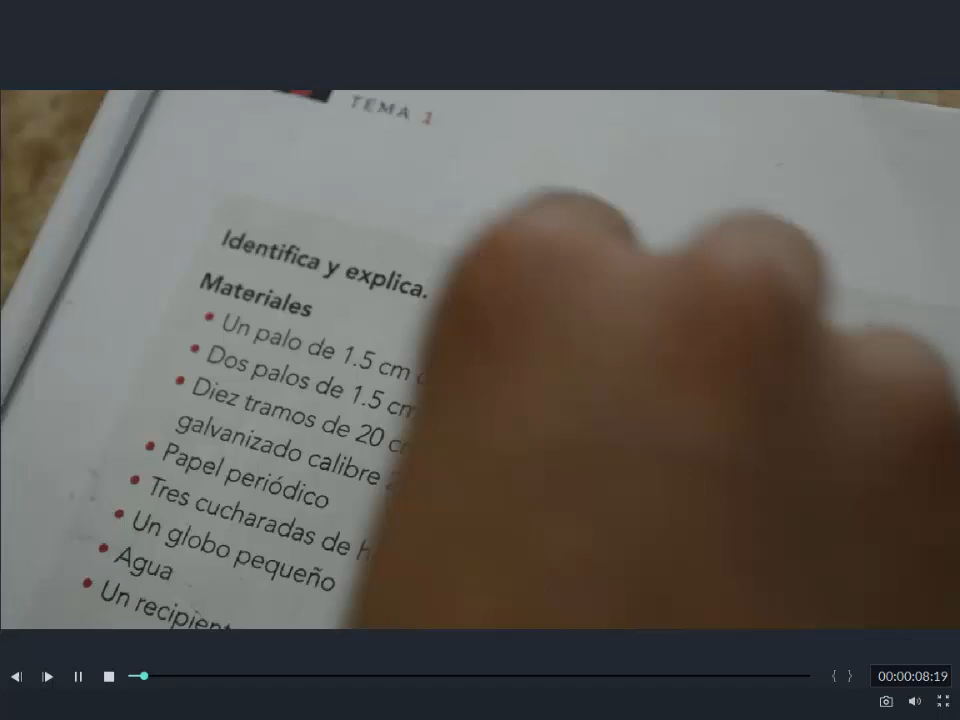 TEMA 1
Identifica y explica.
Materiales
• Un palo de 1.5 cm
• Dos palos de 1.5 cm
• Diez tramos de 20
galvanizado calibre
• Papel periódico
• Tres cucharadas de
• Un globo pequeño
• Agua
• Un
{ }
00:00:08:19